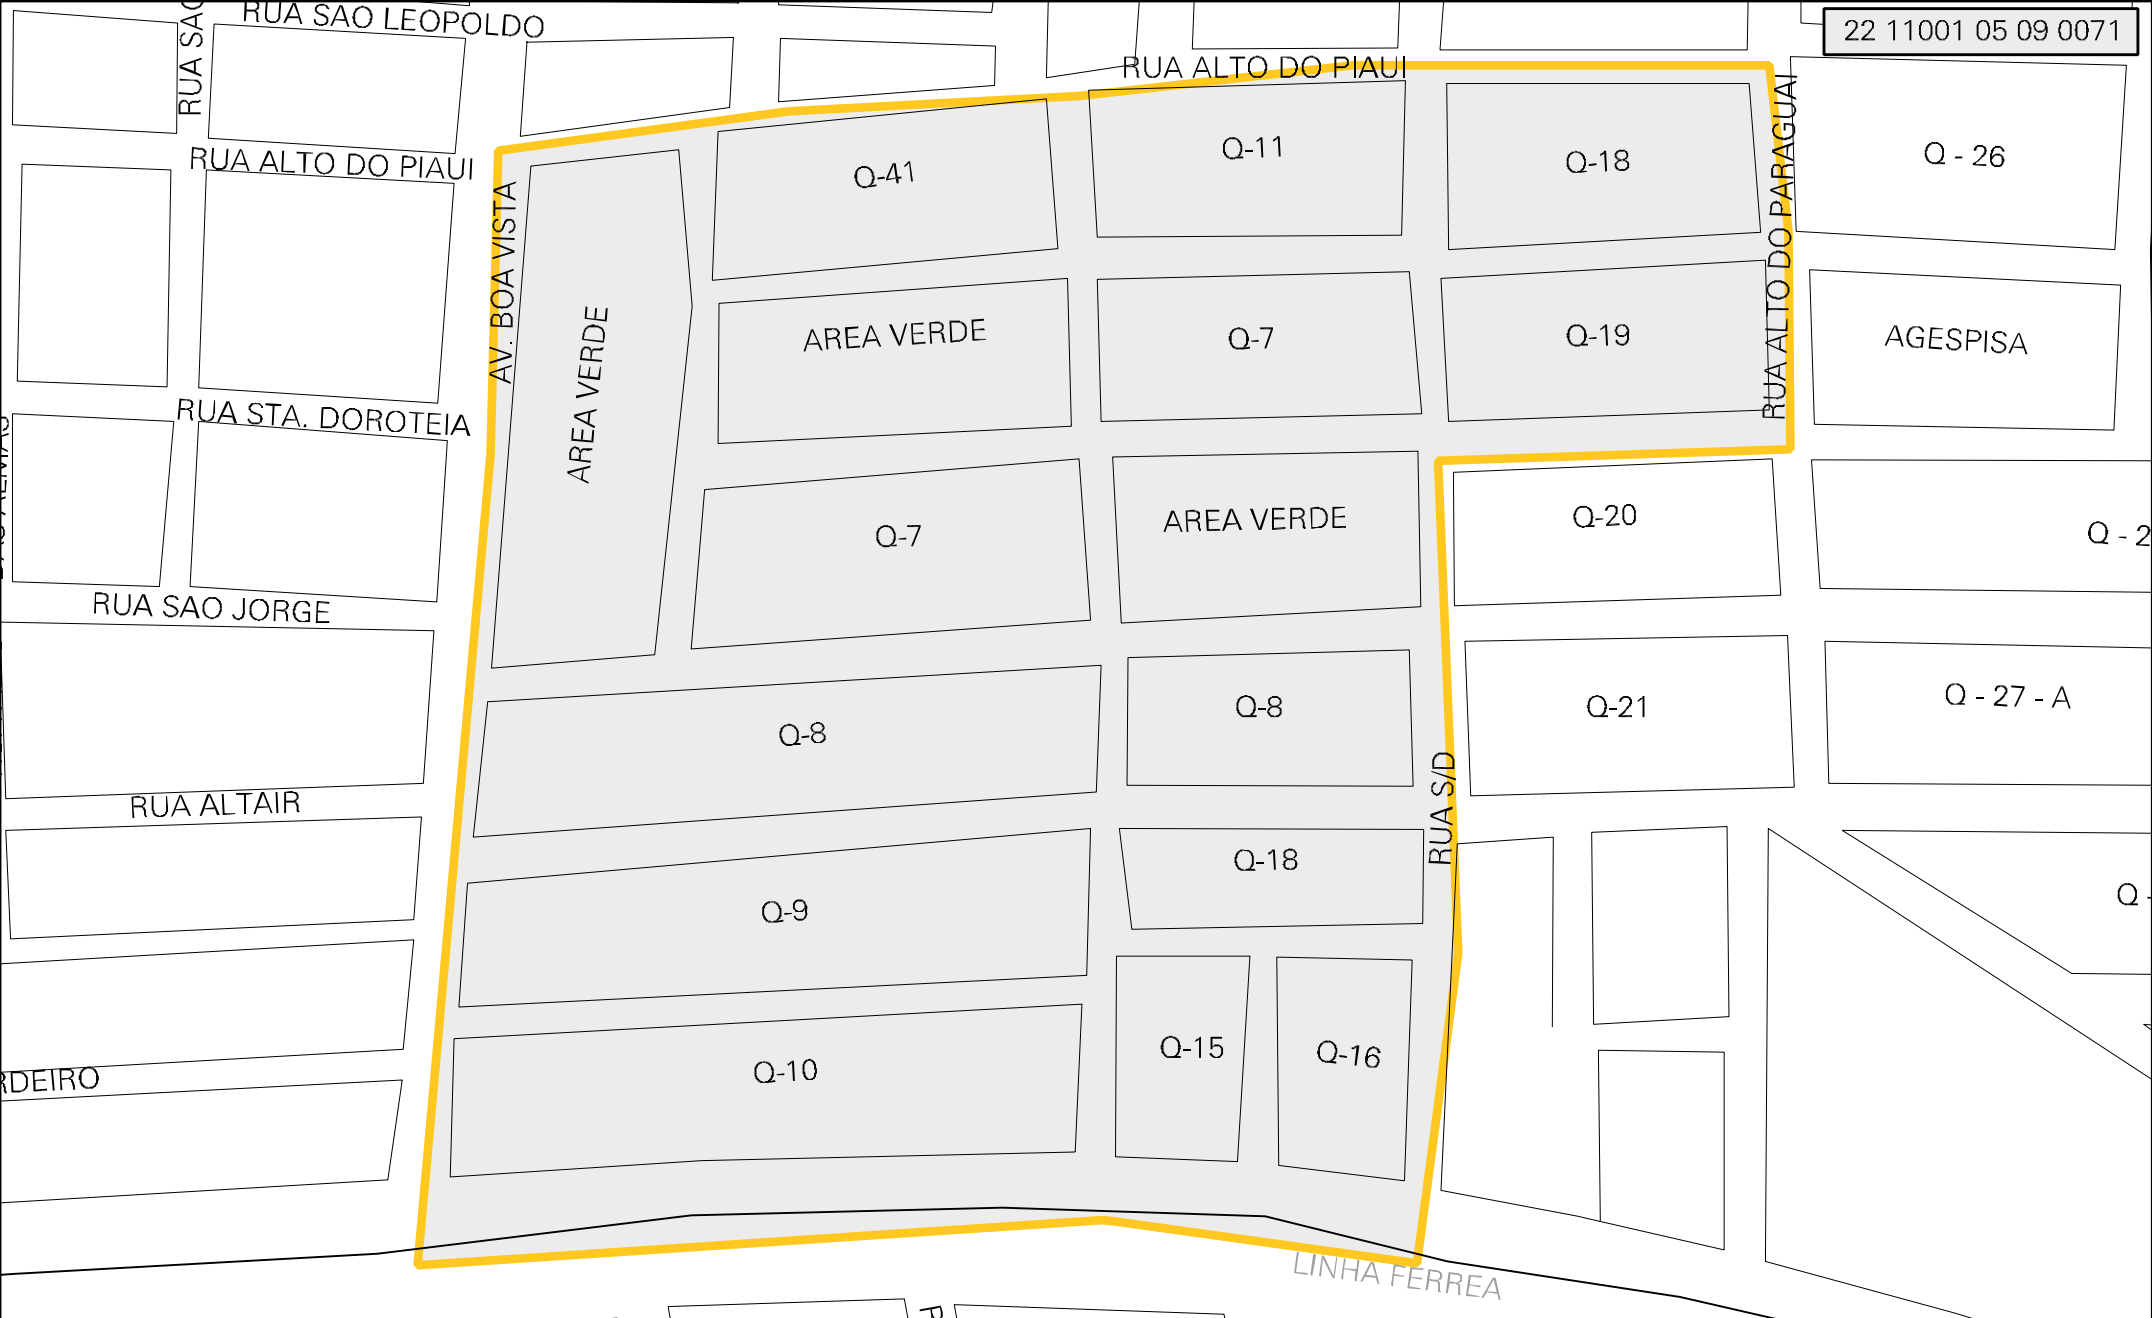 RUA SAO LEOPOLDO
22 11001 05 09 0071
RUA ALTO DO PIAUI
RUA ALTO DO PIAUI
Q-11
Q-18
Q - 26
Q-41
AV. BOA VISTA
RUA ALTO DO PARAGUAI
AREA VERDE
AREA VERDE
Q-7
Q-19
AGESPISA
RUA STA. DOROTEIA
Q-7
AREA VERDE
Q-20
Q - 2
RUA SAO JORGE
Q-8
Q-8
Q-21
Q - 27 - A
RUA ALTAIR
RUA S/D
Q-18
Q-9
Q -
Q-15
Q-16
Q-10
RDEIRO
LINHA FERREA